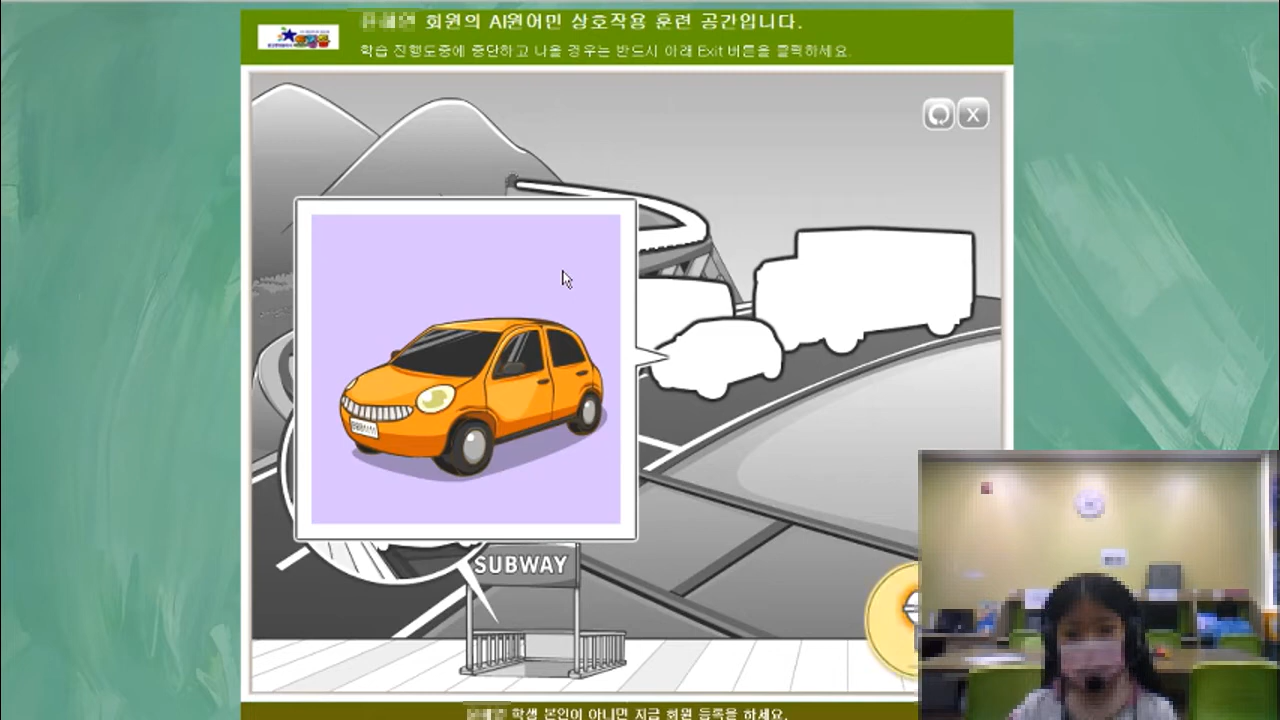 회원의 AI원어민 상호작용 훈련 공간입니다.
학습 진행도중에 중단하고 나올 경우는 반드시 아래 Exit 버튼을 클릭하세요.
X
SUBWAY
학생 본인이 아니면 지금 회원 등록을 하세요.